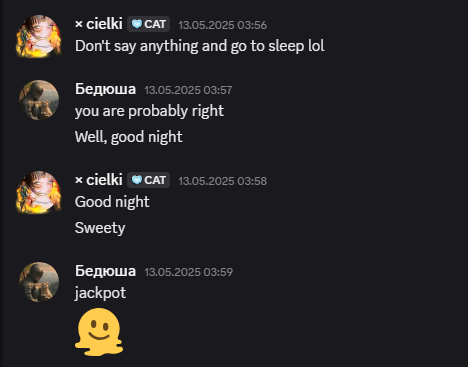 × cielki CAT 13.05.2025 03:56
Don't say anything and go to sleep lol
Бедюша 13.05.2025 03:57
you are probably right
Well, good night
× cielki CAT 13.05.2025 03:58
Good night
Sweety
Бедюша 13.05.2025 03:59
jackpot